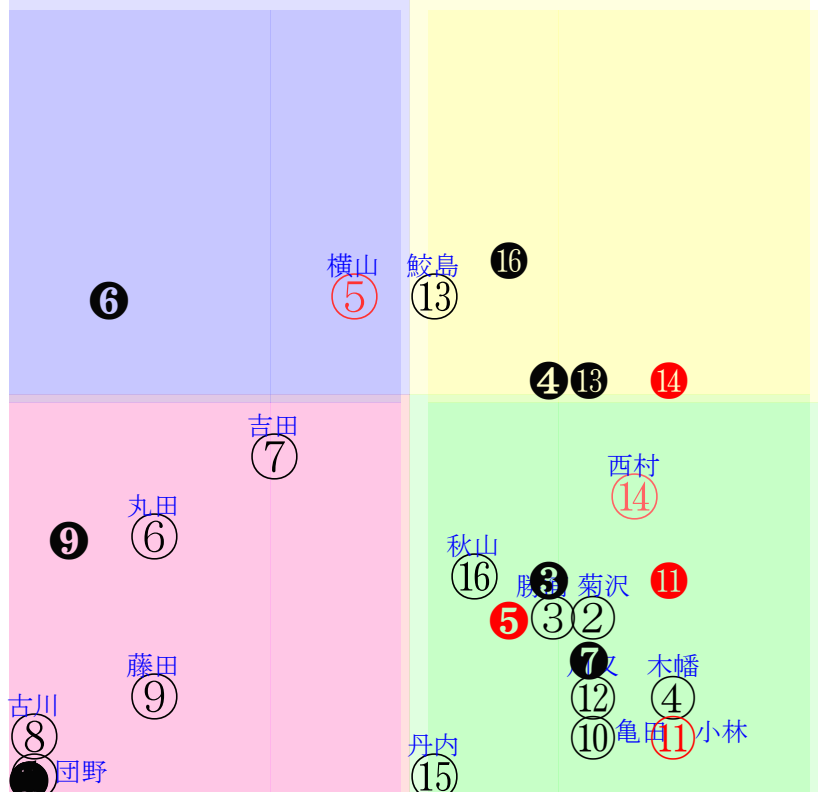 ⓰
横山 鮫島
❻ ⑤ ⑬
❹ ⓭ ⓮
吉田
⑦
西村
丸田 ⑭
❾ ⑥ 秋山
⑯ ❸ ⓫
菊沢
❺ ③ ②
❼
藤田 木幡
⑨ ⑫ ④
古川
⑧ ⑩ 亀田 ⑪ 小林
丹内
団野 ⑮